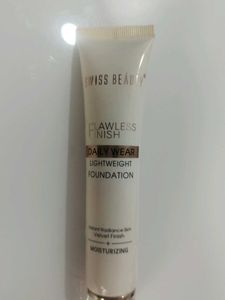 SWISS BEAUTY
FLAWLESS
FINISH
DAILY WEAR
LIGHTWEIGHT
FOUNDATION
Instant Radiance Skin
Velvet Finish
+
MOISTURIZING